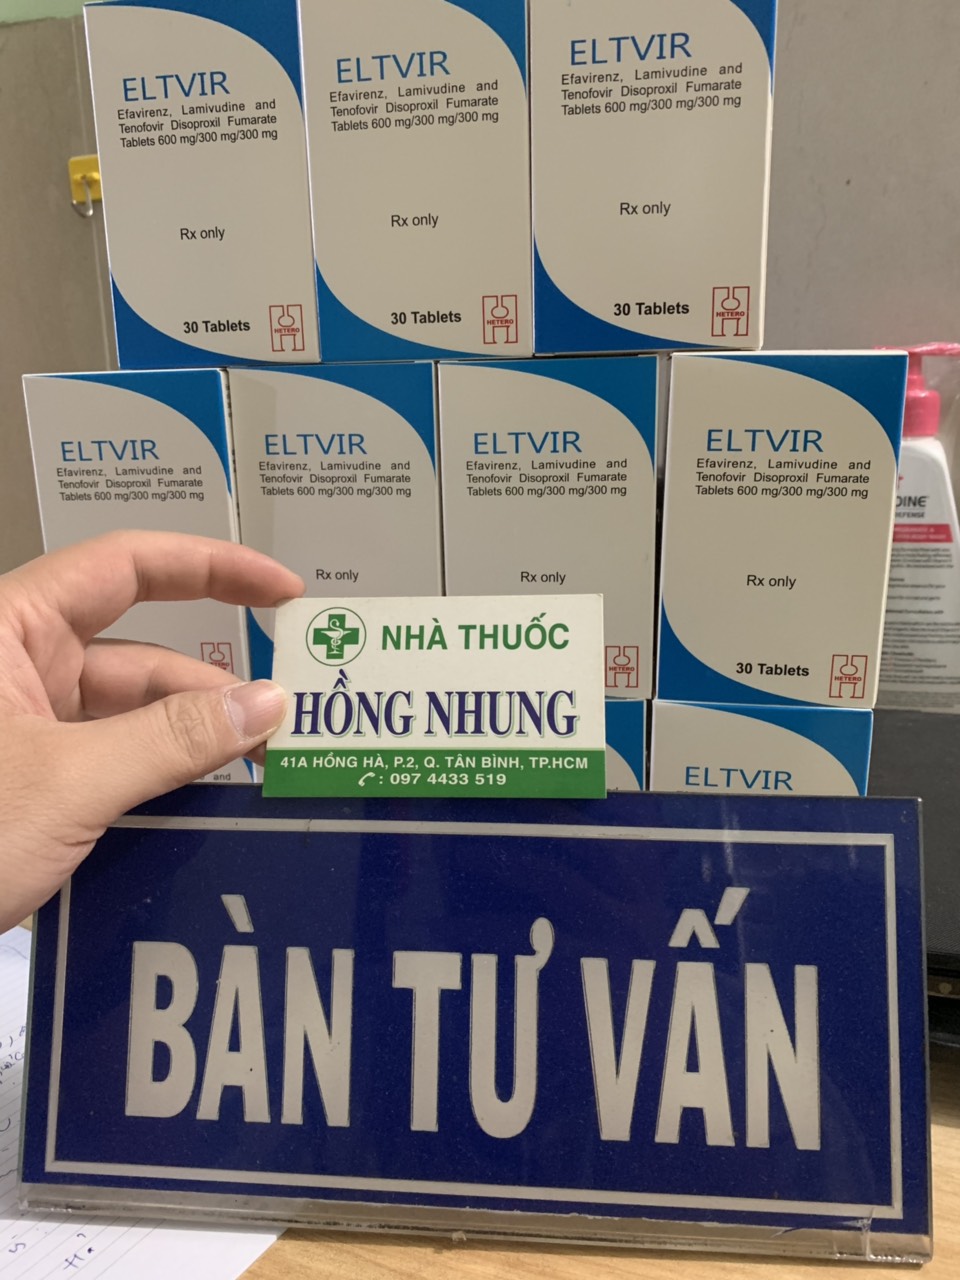 ELTVIR
Efavirenz, Lamivudine and
Tenofovir Disoproxil Fumarate
Tablets 600 mg/300 mg/300 mg
Rx only
30 Tablets
HETERO
ELTVIR
Efavirenz, Lamivudine and
Tenofovir Disoproxil Fumarate
Tablets 600 mg/300 mg/300 mg
Rx only
30 Tablets
HETERO
ELTVIR
Efavirenz, Lamivudine and
Tenofovir Disoproxil Fumarate
Tablets 600 mg/300 mg/300 mg
Rx only
30 Tablets
HETERO
ELTVIR
Efavirenz, Lamivudine and
Tenofovir Disoproxil Fumarate
Tablets 600 mg/300 mg/300 mg
HETERO
ELTVIR
Efavirenz, Lamivudine and
Tenofovir Disoproxil Fumarate
Tablets 600 mg/300 mg/300 mg
Rx only
ELTVIR
Efavirenz, Lamivudine and
Tenofovir Disoproxil Fumarate
Tablets 600 mg/300 mg/300 mg
Rx only
HETERO
ELTVIR
Efavirenz, Lamivudine and
Tenofovir Disoproxil Fumarate
Tablets 600 mg/300 mg/300 mg
Rx only
30 Tablets
HETERO
DINE
DEFENSE
NHÀ THUỐC
HỒNG NHUNG
41A HỒNG HÀ, P.2, Q. TÂN BÌNH, TP.HCM
: 097 4433 519
and
ELTVIR
BÀN TƯ VẤN